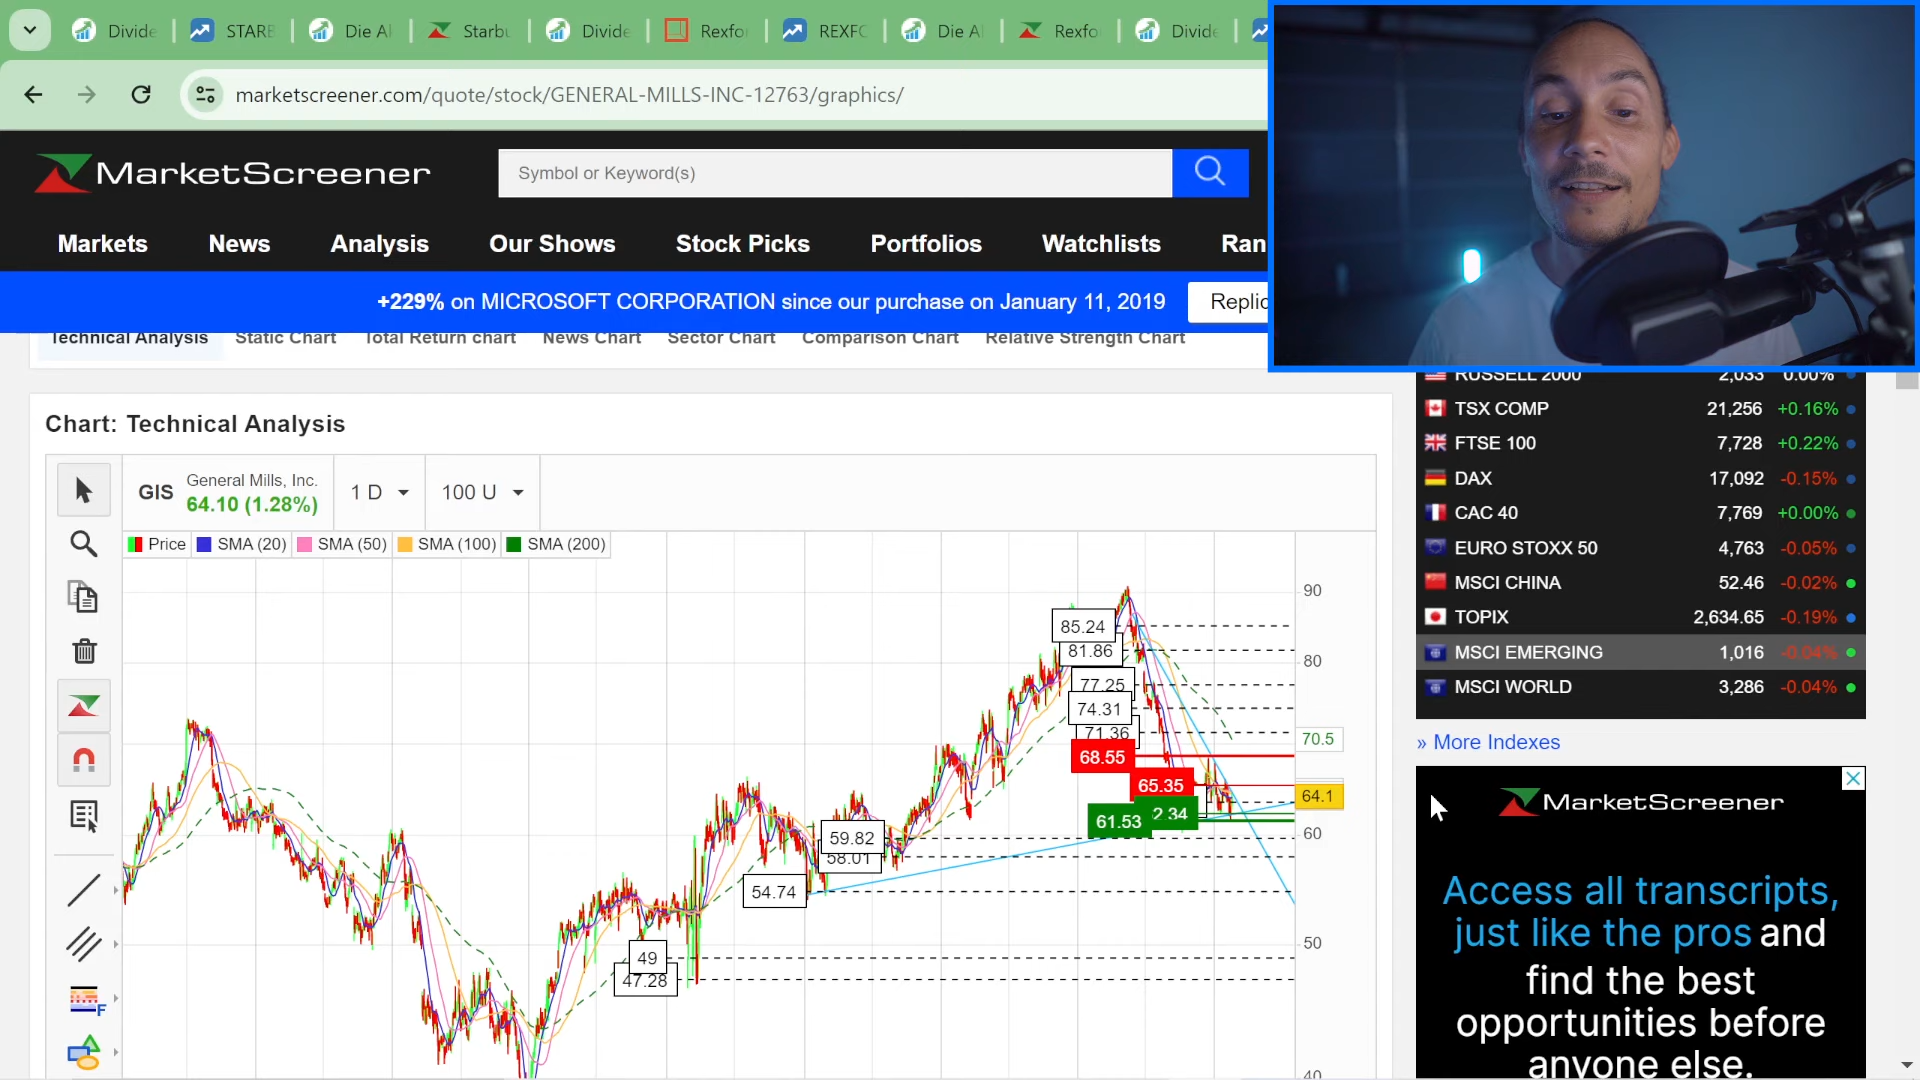 Divide
STARB
Die Ak
Starbu
Divide
Rexfor
REXFO
Die A
Rexfo
Divide
marketscreener.com/quote/stock/GENERAL-MILLS-INC-12763/graphics/
MarketScreener
Symbol or Keyword(s)
Markets News Analysis Our Shows Stock Picks Portfolios Watchlists Ran
+229% on MICROSOFT CORPORATION since our purchase on January 11, 2019 Replic
Technical Analysis Static Chart Total Return chart News Chart Sector Chart Comparison Chart Relative Strength Chart
Chart: Technical Analysis
GIS General Mills, Inc. 64.10 (1.28%) 1 D 100 U
Price SMA (20) SMA (50) SMA (100) SMA (200)
90
85.24
81.86
80
77.25
74.31
71.36
70.5
68.55
65.35
64.1
2.34
61.53
60
59.82
58.01
54.74
50
49
47.28
40
F
RUSSELL 2000 2,033 0.00%
TSX COMP 21,256 +0.16%
FTSE 100 7,728 +0.22%
DAX 17,092 -0.15%
CAC 40 7,769 +0.00%
EURO STOXX 50 4,763 -0.05%
MSCI CHINA 52.46 -0.02%
TOPIX 2,634.65 -0.19%
MSCI EMERGING 1,016 -0.04%
MSCI WORLD 3,286 -0.04%
» More Indexes
MarketScreener
Access all transcripts,
just like the pros and
find the best
opportunities before
anyone else.